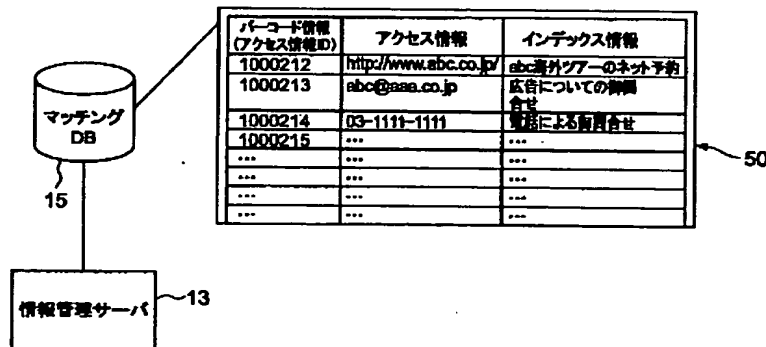 バーコード情報 アクセス情報 インデックス情報
(アクセス情報ID)
1000212 http://www.abc.co.jp/ abc海外ツアーのネット予約
1000213 abc@aaa.co.jp 広告についての御問
合せ
1000214 03-1111-1111 電話による御問合せ
1000215 ... ...
... ... ...
... ... ...
... ... ...
... ... ...
マッチング
DB
15
50
情報管理サーバ
13